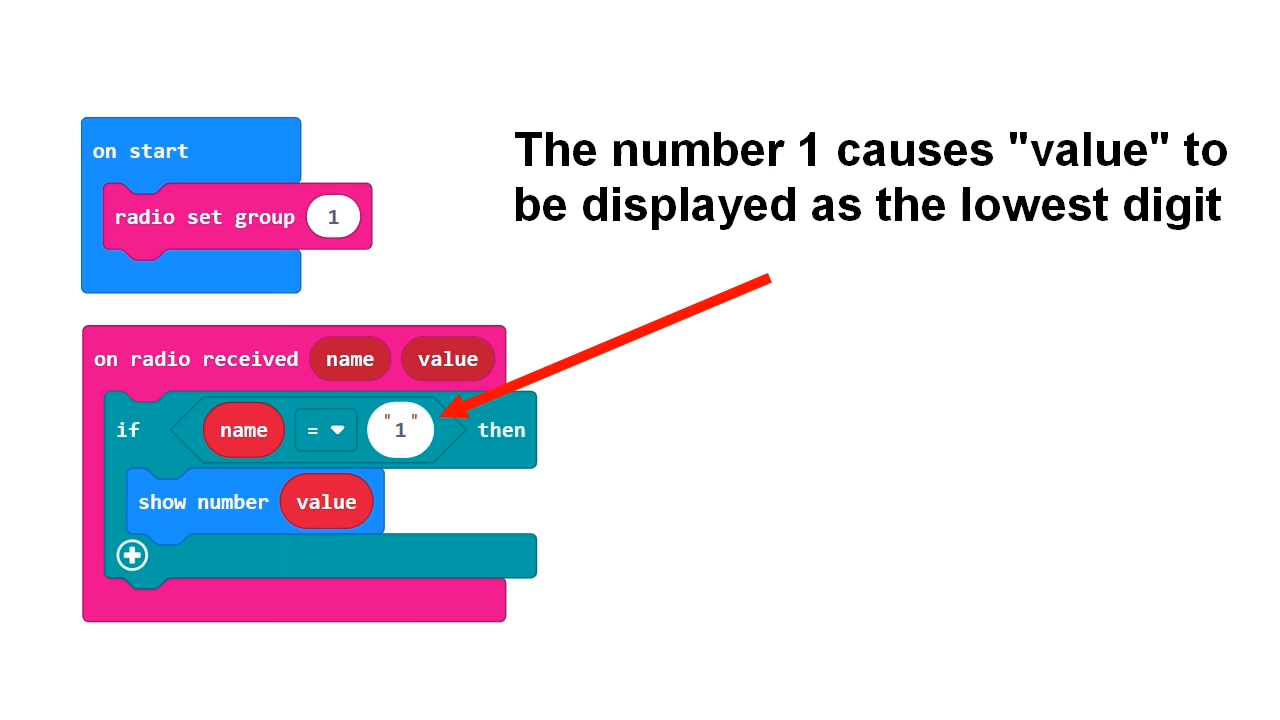 The number 1 causes "value" to
be displayed as the lowest digit
on start
radio set group 1
on radio received name value
if name = "1" then
show number value